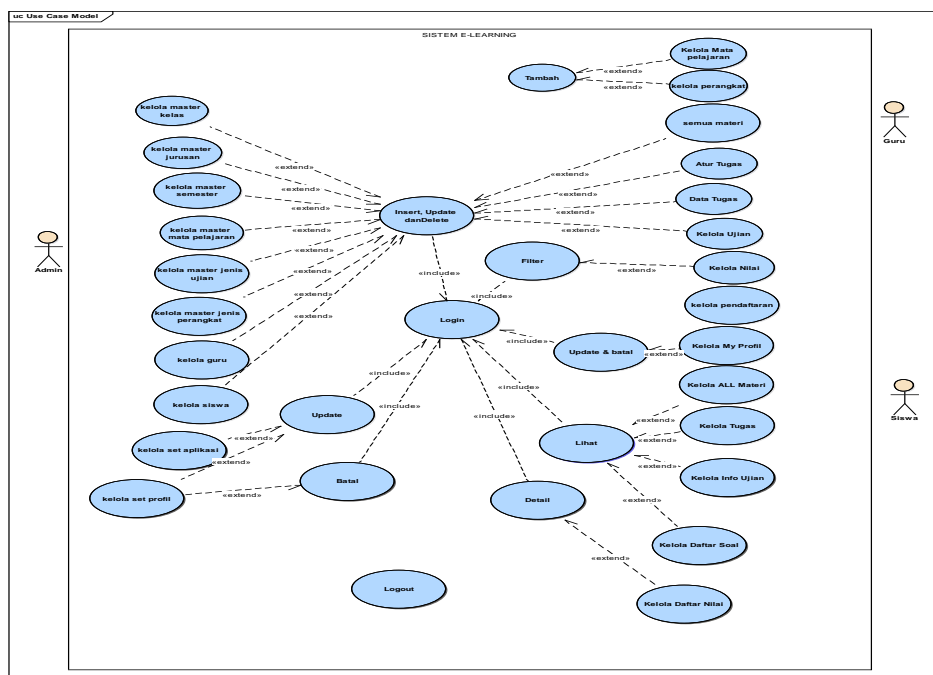 uc Use Case Model
SISTEM E-LEARNING
Kelola Mata
pelajaran
«extend»
Tambah
«extend»
kelola perangkat
kelola master
kelas
semua materi
Guru
kelola master
jurusan
«extend»
«extend»
Atur Tugas
kelola master
semester
«extend»
«extend»
Data Tugas
«extend»
Insert, Update
danDelete
«extend»
kelola master
mata pelajaran
«extend»
«extend»
Kelola Ujian
«extend»
Admin
kelola master jenis
ujian
«include»
Filter
«extend»
Kelola Nilai
«extend»
«include»
kelola master jenis
perangkat
«extend»
Login
kelola pendaftaran
kelola guru
«include»
Update & batal
«extend»
Kelola My Profil
«include»
«include»
Kelola ALL Materi
kelola siswa
«include»
Siswa
Update
«include»
«extend»
Kelola Tugas
kelola set aplikasi
«extend»
Lihat
«extend»
«extend»
«extend»
Kelola Info Ujian
kelola set profil
«extend»
Batal
Detail
«extend»
Kelola Daftar Soal
«extend»
Logout
Kelola Daftar Nilai